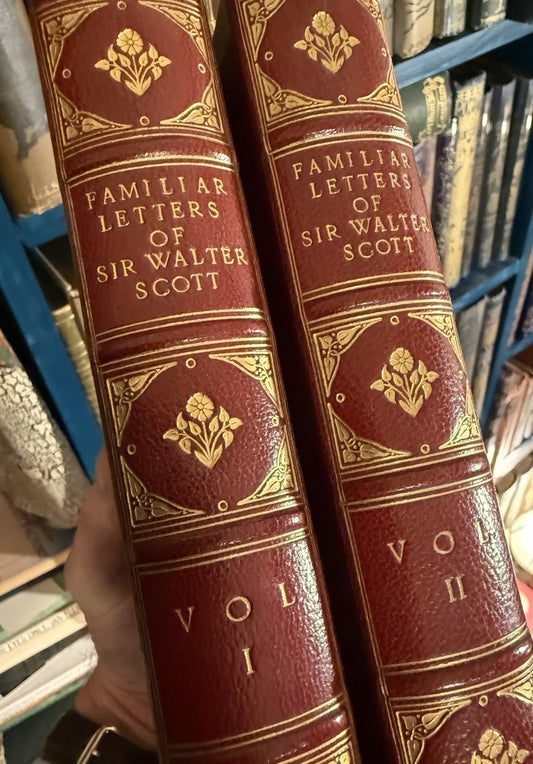 FAMILIAR
LETTERS
OF
SIR WALTER
SCOTT
VOL
I
FAMILIAR
LETTERS
OF
SIR WALTER
SCOTT
VOL
II